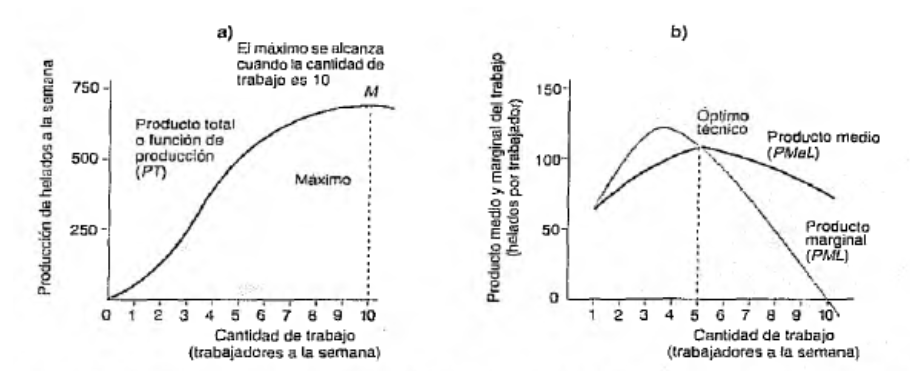 a)
El máximo se alcanza
cuando la cantidad de
trabajo es 10
M
750
500
250
Producción de helados a la semana
Producto total
o función de
producción
(PT)
Máximo
0 1 2 3 4 5 6 7 8 9 10
Cantidad de trabajo
(trabajadores a la semana)
b)
150
100
50
0
Producto medio y marginal del trabajo
(helados por trabajador)
Óptimo
técnico
Producto medio
(PMeL)
Producto
marginal
(PML)
1 2 3 4 5 6 7 8 9 10
Cantidad de trabajo
(trabajadores a la semana)